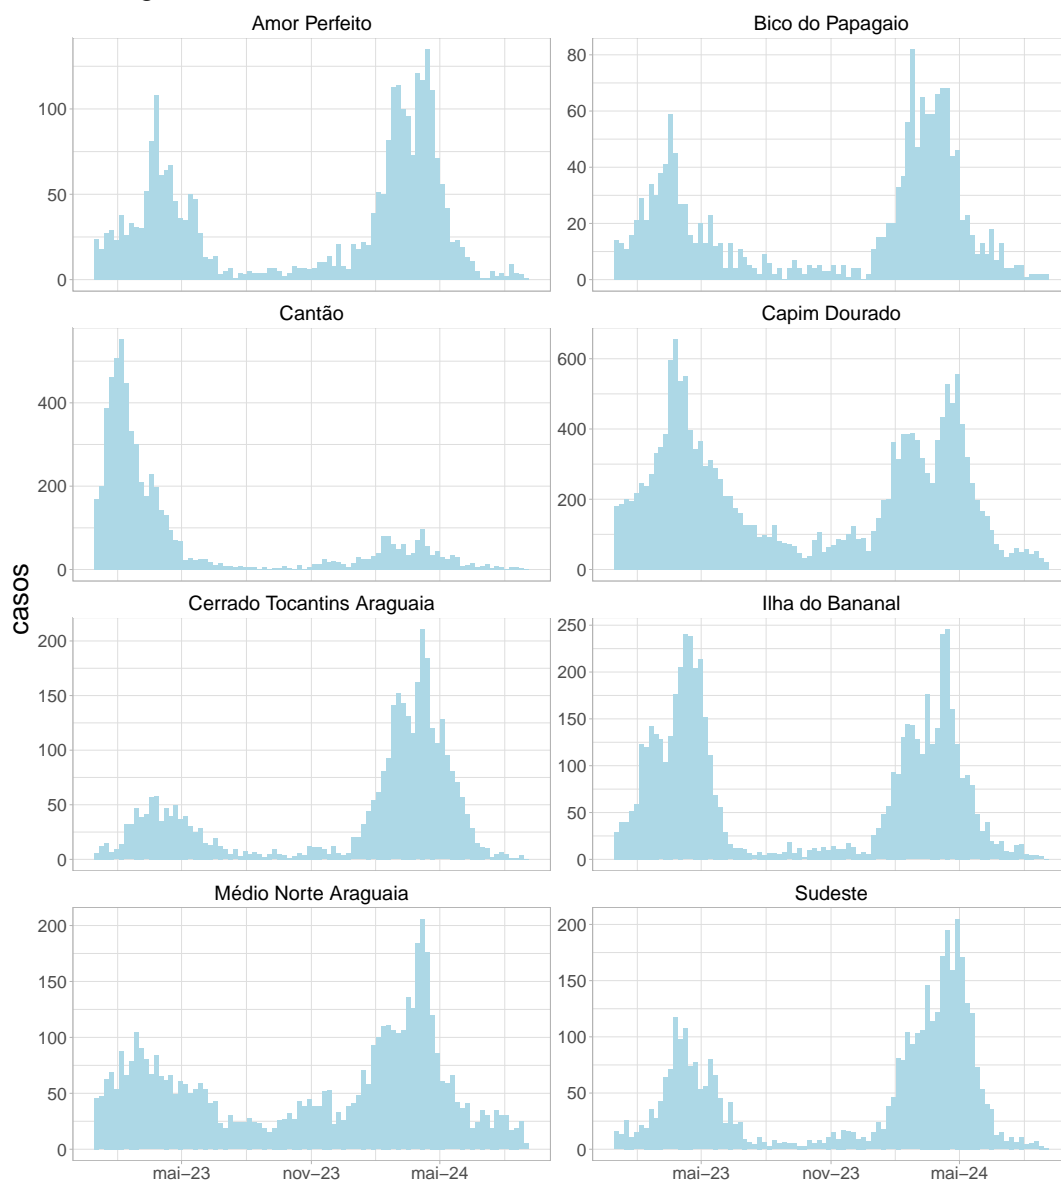 Amor Perfeito
Bico do Papagaio
100
50
0
80
60
40
20
0
Cantão
Capim Dourado
400
200
0
600
400
200
0
casos
Cerrado Tocantins Araguaia
Ilha do Bananal
200
150
100
50
0
250
200
150
100
50
0
Médio Norte Araguaia
Sudeste
200
150
100
50
0
200
150
100
50
0
mai–23
nov–23
mai–24
mai–23
nov–23
mai–24